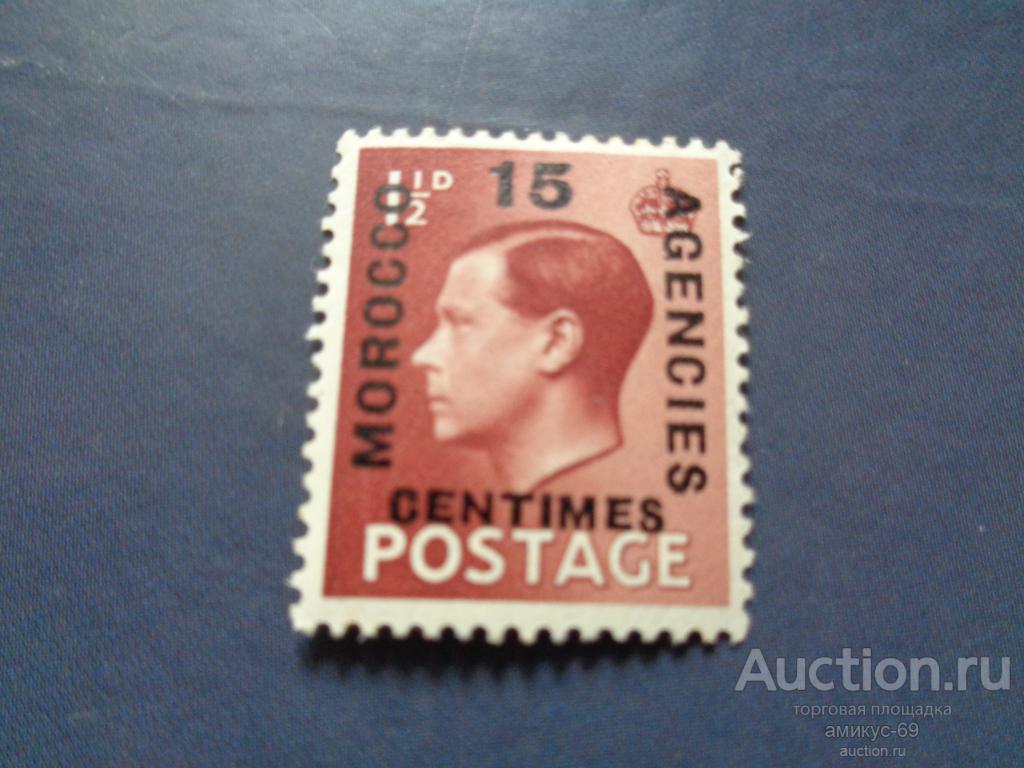 1½D
15
MOROCCO
AGENCIES
CENTIMES
POSTAGE
Auction.ru
торговая площадка
амикус-69
auction.ru